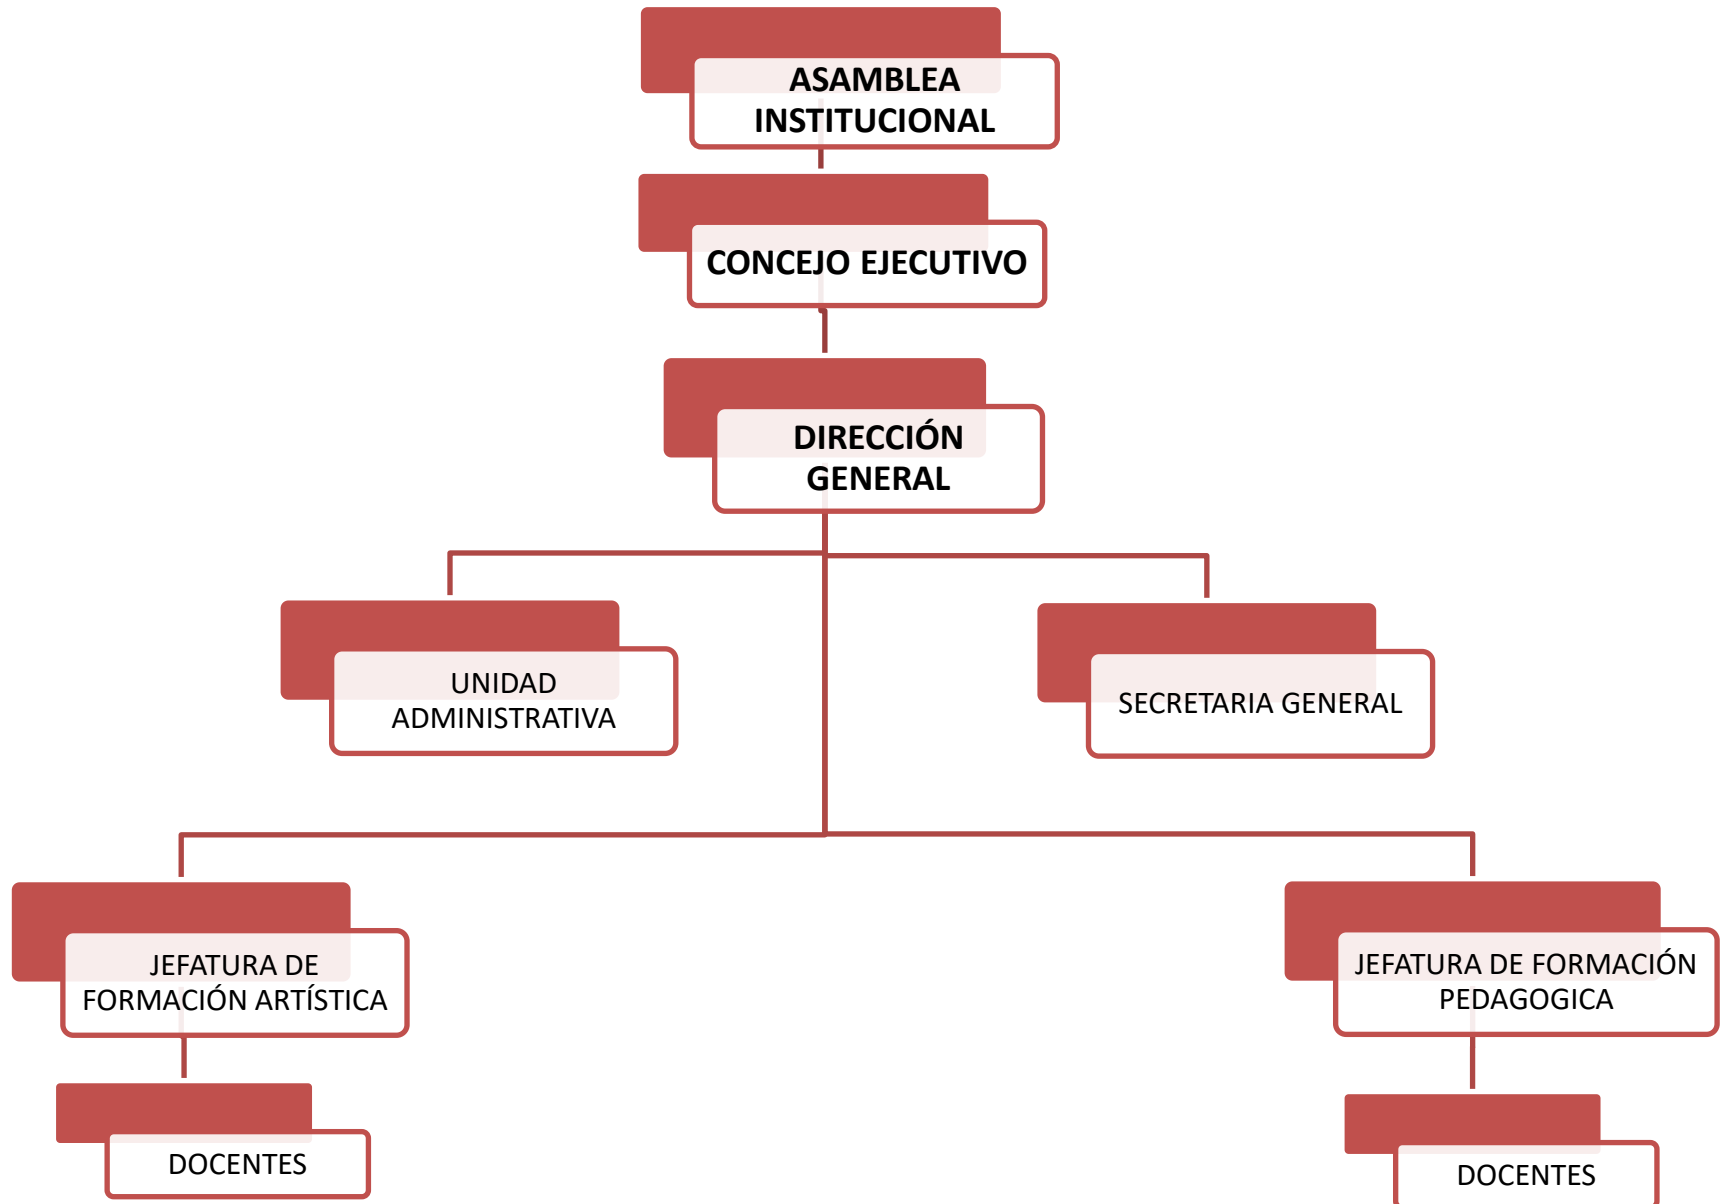 ASAMBLEA
INSTITUCIONAL
CONCEJO EJECUTIVO
DIRECCIÓN
GENERAL
UNIDAD
ADMINISTRATIVA
SECRETARIA GENERAL
JEFATURA DE
FORMACIÓN ARTÍSTICA
JEFATURA DE FORMACIÓN
PEDAGOGICA
DOCENTES
DOCENTES